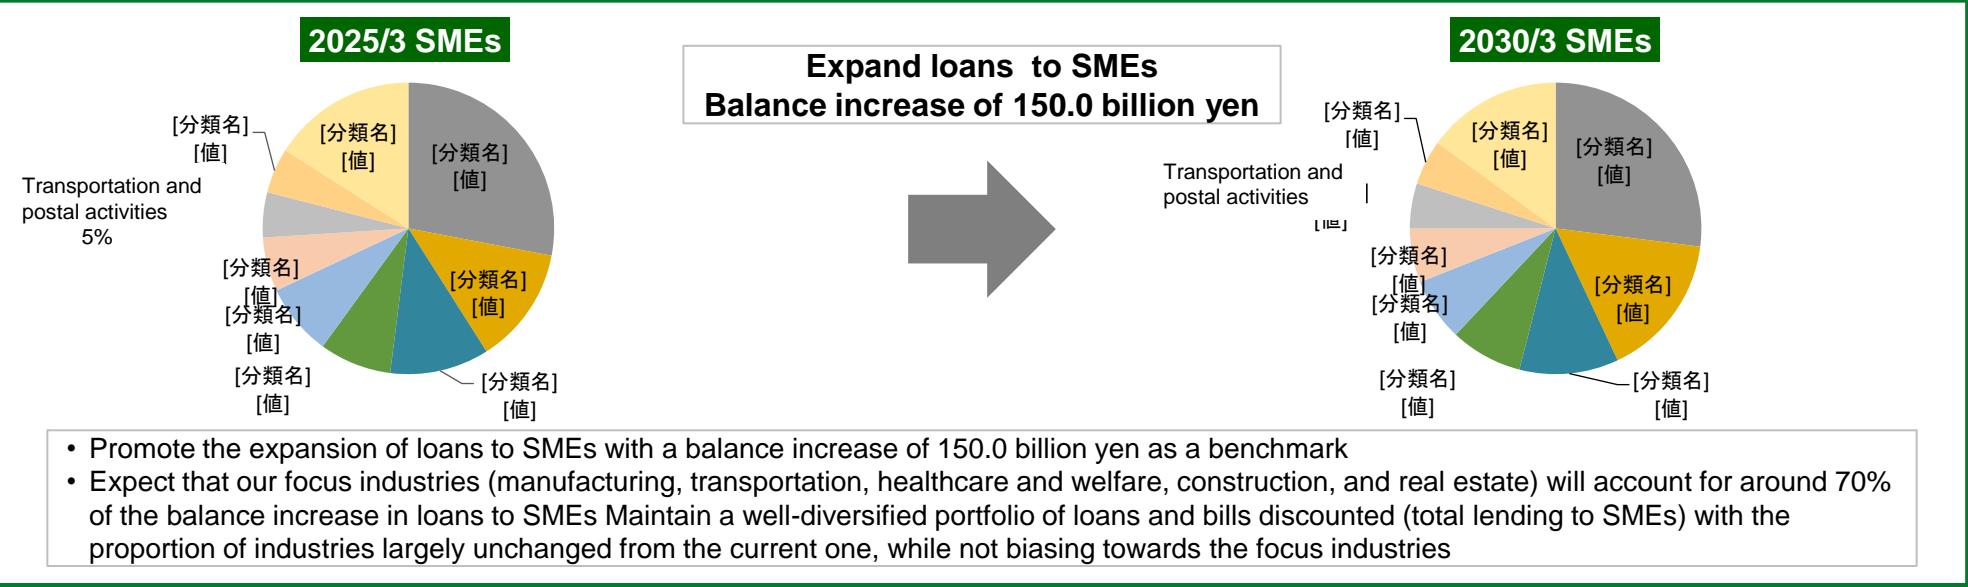 2025/3 SMEs
Expand loans to SMEs
Balance increase of 150.0 billion yen
2030/3 SMEs
[分類名]
[値]
[分類名]
[値]
[分類名]
[値]
Transportation and
postal activities
5%
[分類名]
[値]
[分類名]
[値]
[分類名]
[値]
[分類名]
[値]
[分類名]
[値]
[分類名]
[値]
[分類名]
[値]
[分類名]
[値]
Transportation and
postal activities
[値]
[分類名]
[値]
[分類名]
[値]
[分類名]
[値]
[分類名]
[値]
[分類名]
[値]
• Promote the expansion of loans to SMEs with a balance increase of 150.0 billion yen as a benchmark
• Expect that our focus industries (manufacturing, transportation, healthcare and welfare, construction, and real estate) will account for around 70%
of the balance increase in loans to SMEs Maintain a well-diversified portfolio of loans and bills discounted (total lending to SMEs) with the
proportion of industries largely unchanged from the current one, while not biasing towards the focus industries